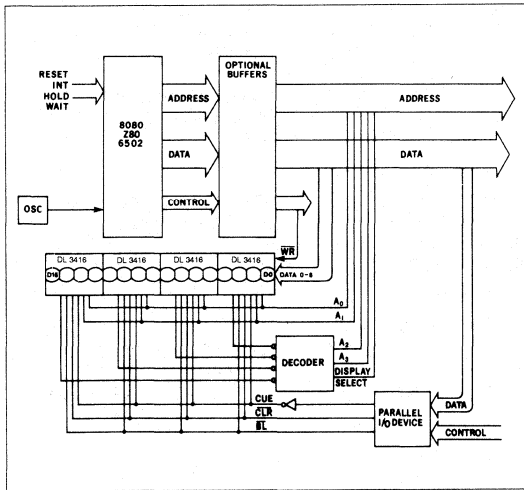 RESET
INT
HOLD
WAIT
8080
Z80
6502
OSC
OPTIONAL
BUFFERS
ADDRESS
DATA
CONTROL
ADDRESS
DATA
WR
DL 3416 DL 3416 DL 3416 DL 3416
D16 D0
DATA 0-6
A0
A1
DECODER
A2
A3
DISPLAY
SELECT
CUE
CLR
BL
PARALLEL
I/O DEVICE
DATA
CONTROL